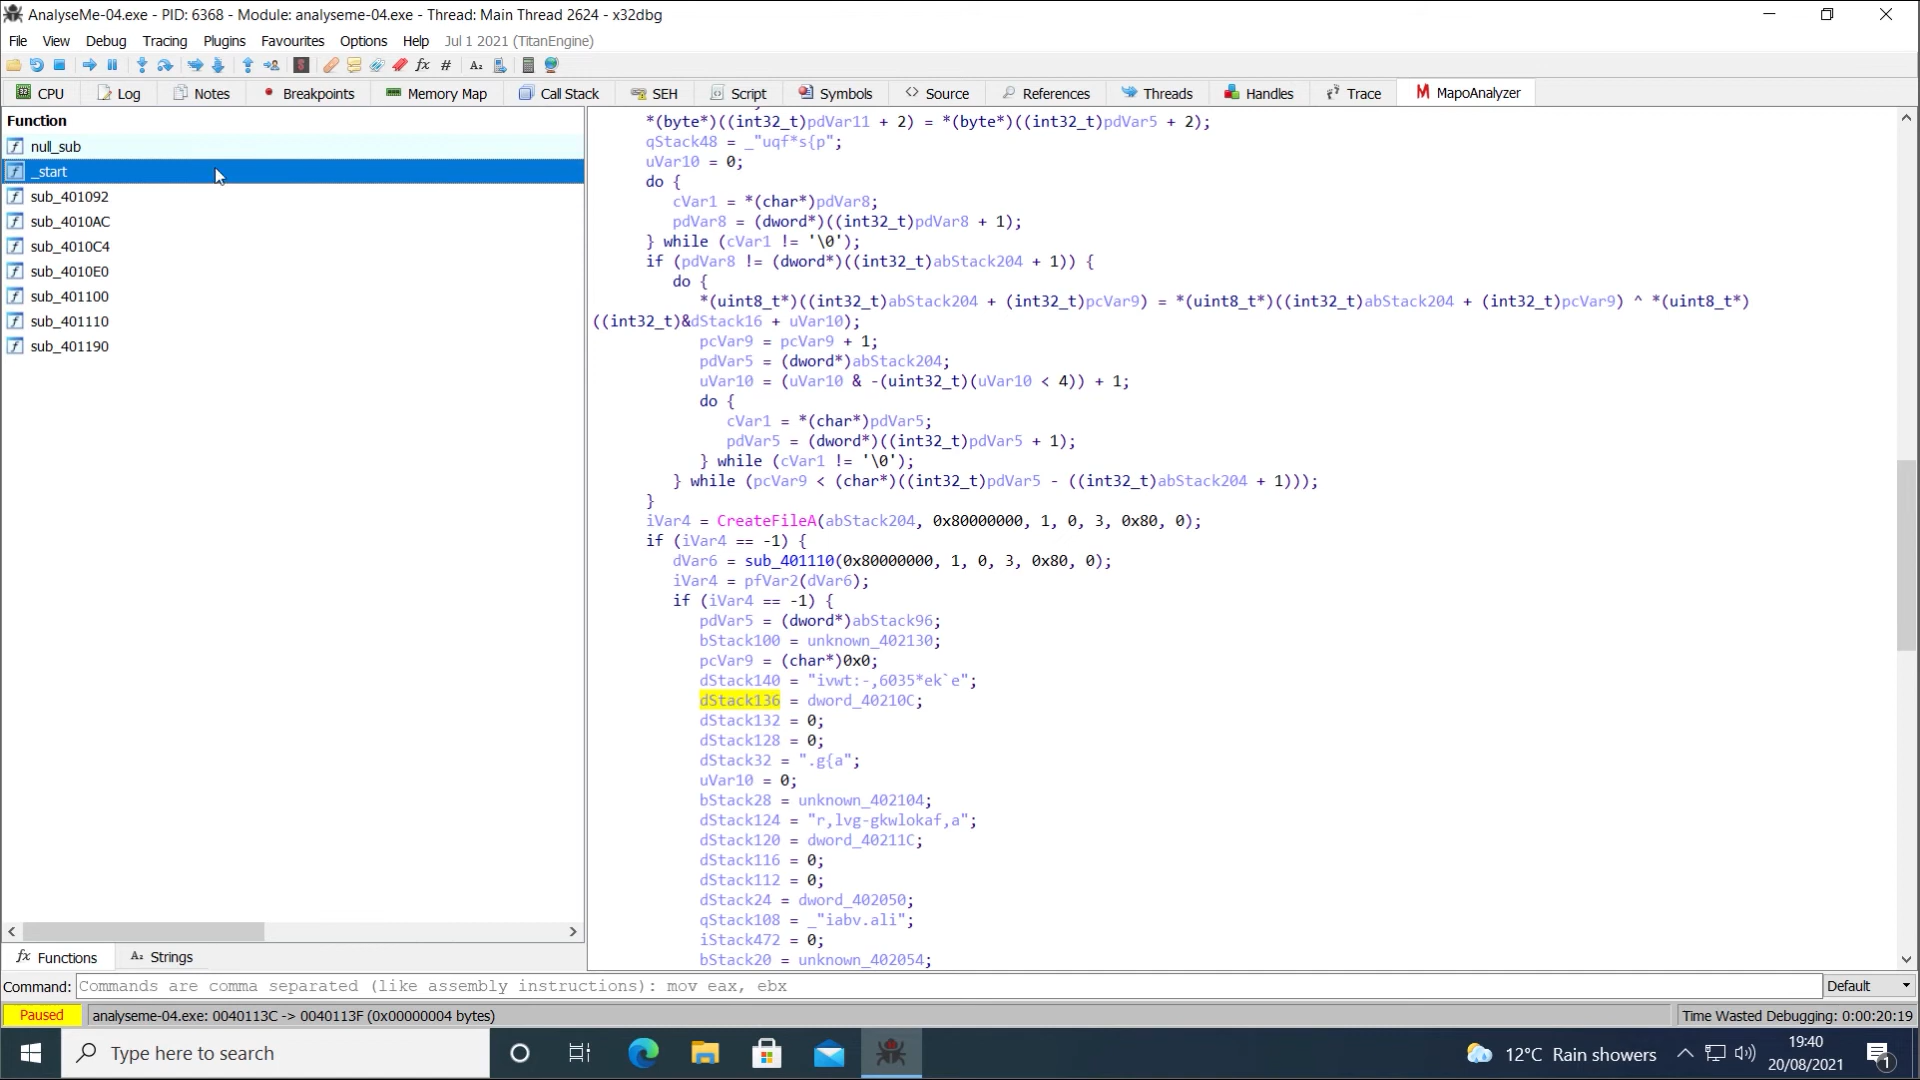 AnalyseMe-04.exe - PID: 6368 - Module: analyseme-04.exe - Thread: Main Thread 2624 - x32dbg
File View Debug Tracing Plugins Favourites Options Help Jul 1 2021 (TitanEngine)
CPU Log Notes Breakpoints Memory Map Call Stack SEH Script Symbols Source References Threads Handles Trace MapoAnalyzer
Function
null_sub
_start
sub_401092
sub_4010AC
sub_4010C4
sub_4010E0
sub_401100
sub_401110
sub_401190
Functions Strings
*(byte*)((int32_t)pdVar11 + 2) = *(byte*)((int32_t)pdVar5 + 2);
qStack48 = _"uqf*s{p";
uVar10 = 0;
do {
cVar1 = *(char*)pdVar8;
pdVar8 = (dword*)((int32_t)pdVar8 + 1);
} while (cVar1 != '\0');
if (pdVar8 != (dword*)((int32_t)abStack204 + 1)) {
do {
*(uint8_t*)((int32_t)abStack204 + (int32_t)pcVar9) = *(uint8_t*)((int32_t)abStack204 + (int32_t)pcVar9) ^ *(uint8_t*)
((int32_t)&dStack16 + uVar10);
pcVar9 = pcVar9 + 1;
pdVar5 = (dword*)abStack204;
uVar10 = (uVar10 & -(uint32_t)(uVar10 < 4)) + 1;
do {
cVar1 = *(char*)pdVar5;
pdVar5 = (dword*)((int32_t)pdVar5 + 1);
} while (cVar1 != '\0');
} while (pcVar9 < (char*)((int32_t)pdVar5 - ((int32_t)abStack204 + 1)));
}
iVar4 = CreateFileA(abStack204, 0x80000000, 1, 0, 3, 0x80, 0);
if (iVar4 == -1) {
dVar6 = sub_401110(0x80000000, 1, 0, 3, 0x80, 0);
iVar4 = pfVar2(dVar6);
if (iVar4 == -1) {
pdVar5 = (dword*)abStack96;
bStack100 = unknown_402130;
pcVar9 = (char*)0x0;
dStack140 = "ivwt:-,6035*ek`e";
dStack136 = dword_40210C;
dStack132 = 0;
dStack128 = 0;
dStack32 = ".g{a";
uVar10 = 0;
bStack28 = unknown_402104;
dStack124 = "r,lvg-gkwlokaf,a";
dStack120 = dword_40211C;
dStack116 = 0;
dStack112 = 0;
dStack24 = dword_402050;
qStack108 = _"iabv.ali";
iStack472 = 0;
bStack20 = unknown_402054;
Command: Commands are comma separated (like assembly instructions): mov eax, ebx Default
Paused analyseme-04.exe: 0040113C -> 0040113F (0x00000004 bytes) Time Wasted Debugging: 0:00:20:19
Type here to search 12°C Rain showers 19:40
20/08/2021 1